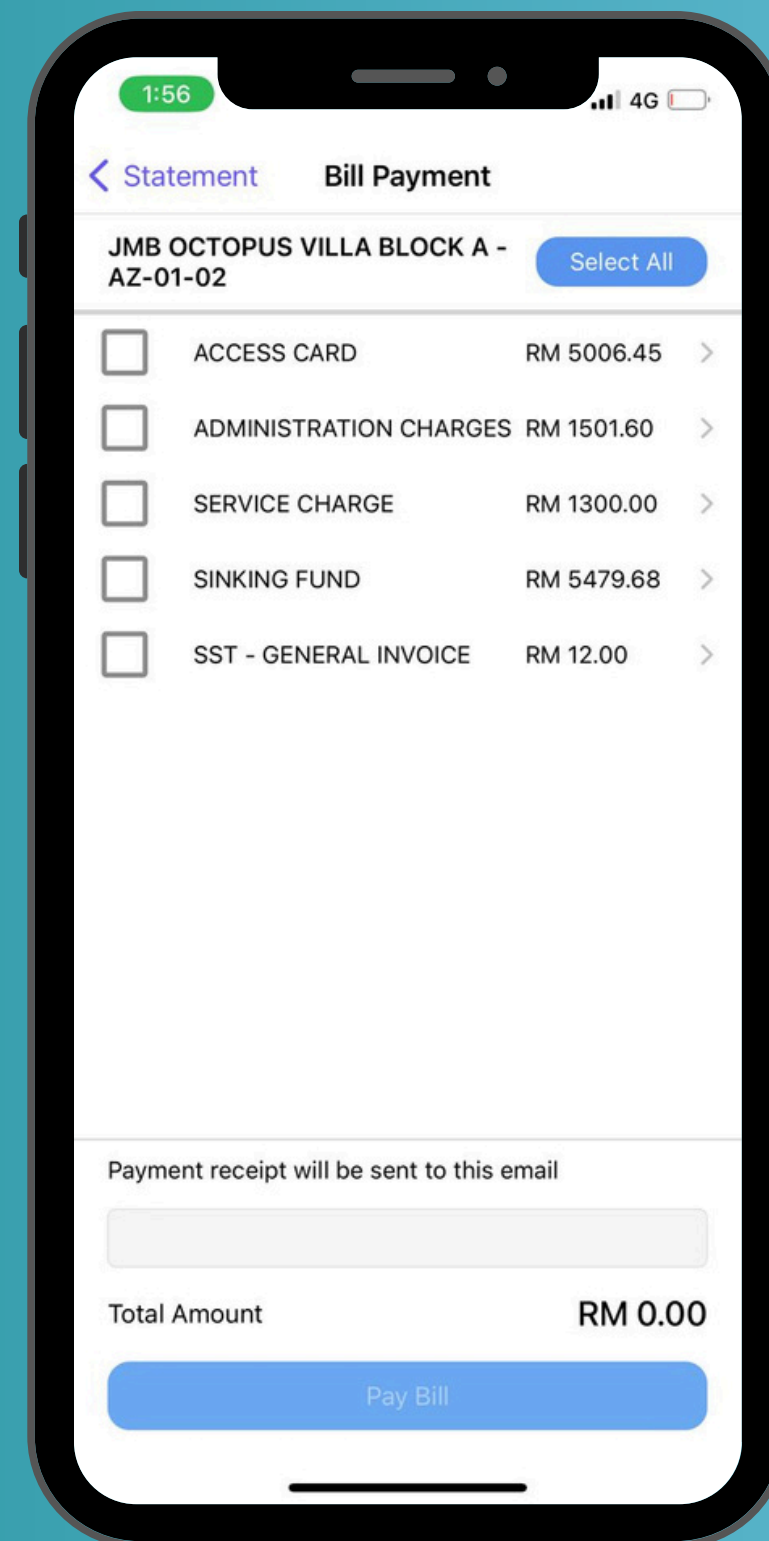 1:56 4G
Statement Bill Payment
JMB OCTOPUS VILLA BLOCK A -
AZ-01-02
Select All
ACCESS CARD RM 5006.45
ADMINISTRATION CHARGES RM 1501.60
SERVICE CHARGE RM 1300.00
SINKING FUND RM 5479.68
SST - GENERAL INVOICE RM 12.00
Payment receipt will be sent to this email
Total Amount RM 0.00
Pay Bill